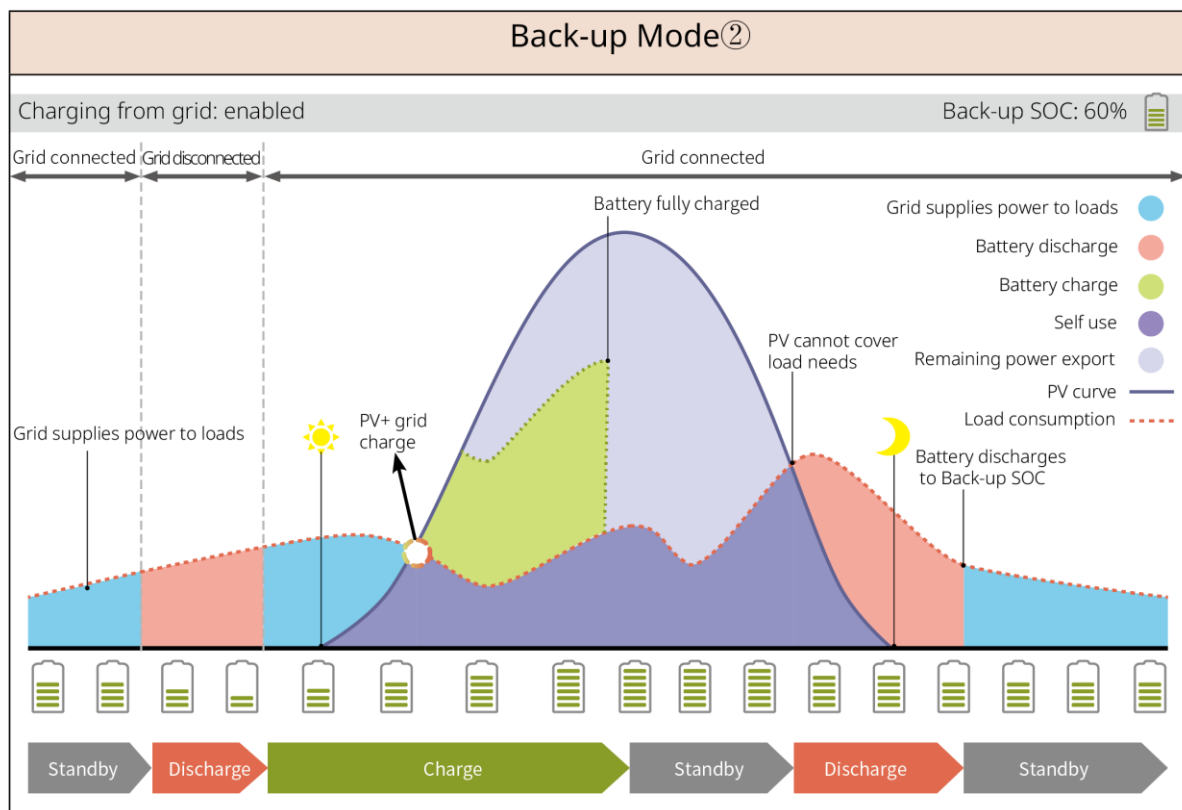 Back-up Mode②
Charging from grid: enabled
Back-up SOC: 60%
Grid connected
Grid disconnected
Grid connected
Battery fully charged
Grid supplies power to loads
Battery discharge
Battery charge
Self use
Remaining power export
PV curve
Load consumption
PV cannot cover
load needs
PV+ grid
charge
Grid supplies power to loads
Battery discharges
to Back-up SOC
Standby
Discharge
Charge
Standby
Discharge
Standby